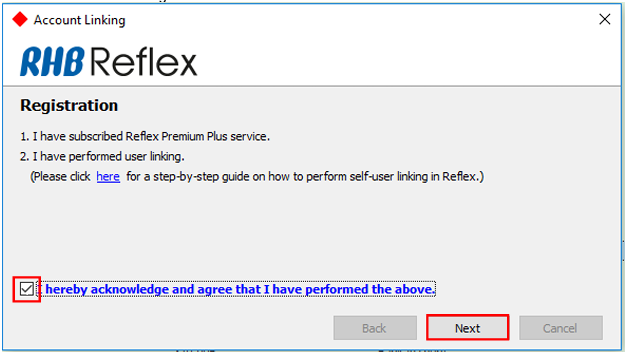 Account Linking
RHB Reflex
Registration
1. I have subscribed Reflex Premium Plus service.
2. I have performed user linking.
(Please click here for a step-by-step guide on how to perform self-user linking in Reflex.)
hereby acknowledge and agree that I have performed the above.
Back Next Cancel